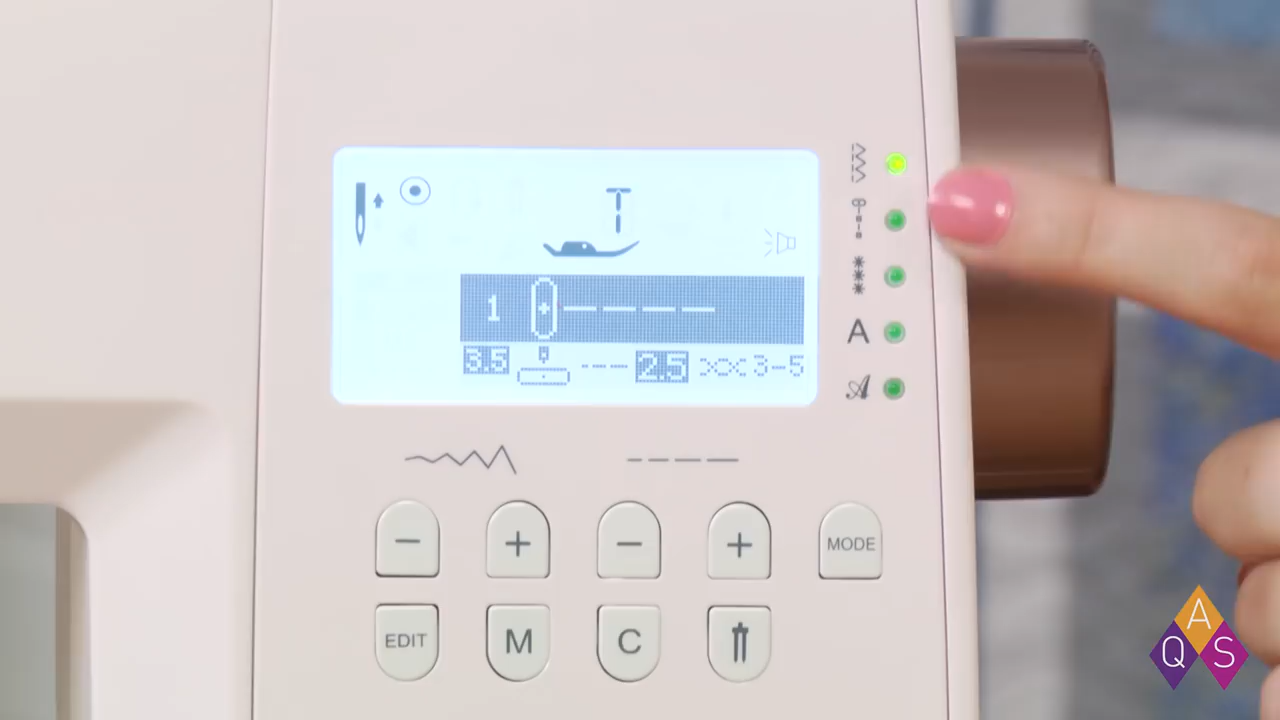 T
1
3.5 2.5 3-5
A
A
− + − + MODE
EDIT M C
A
Q S